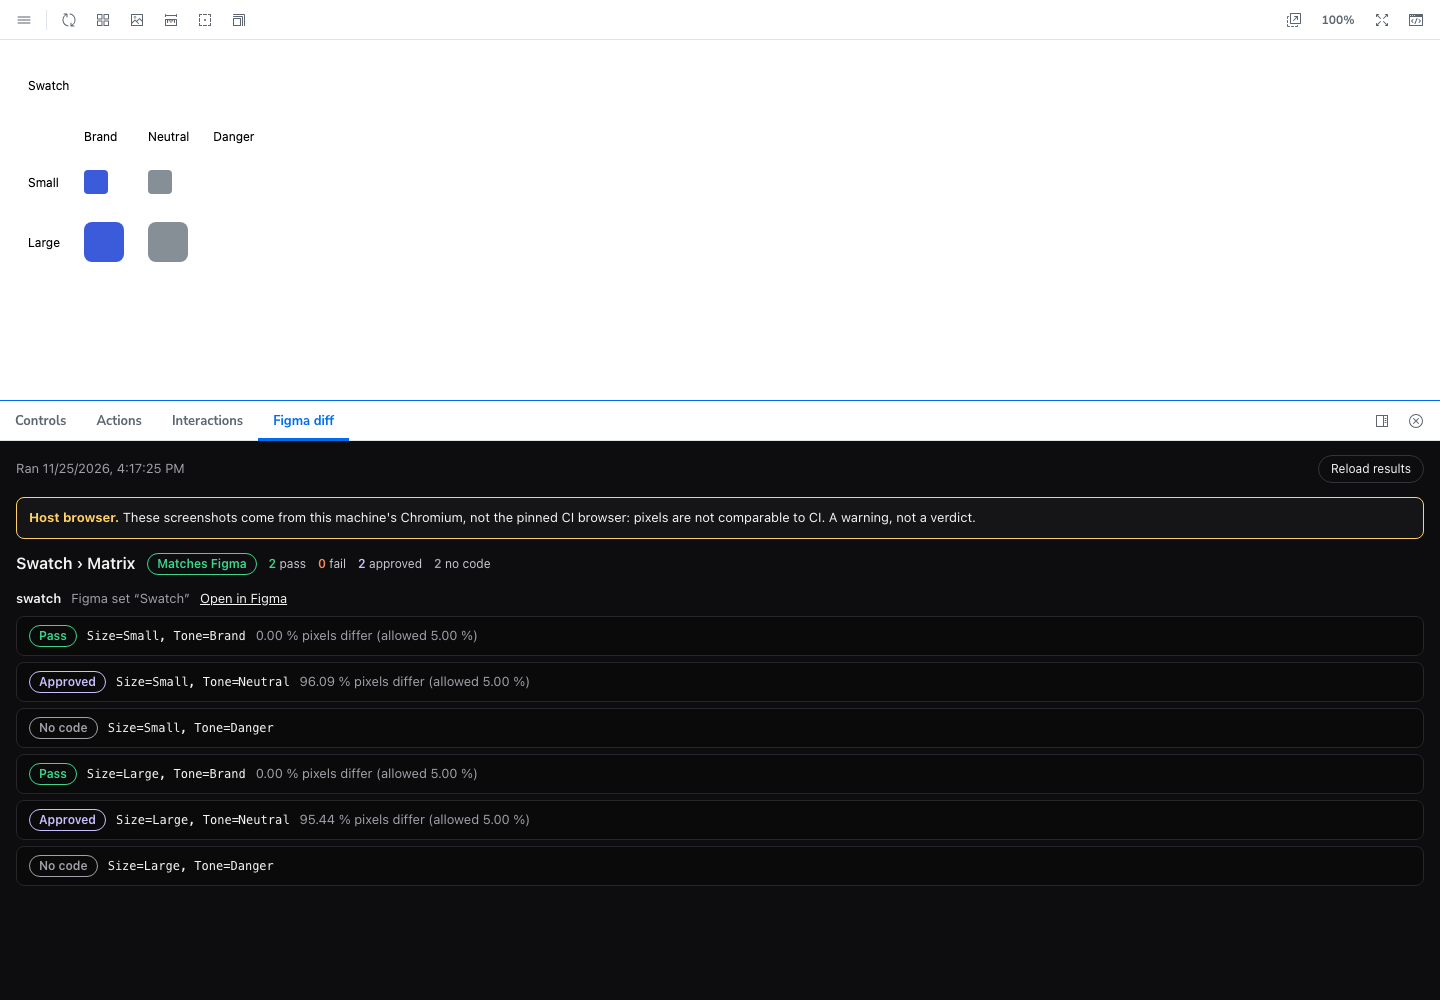 100%
Swatch
Brand Neutral Danger
Small
Large
Controls Actions Interactions Figma diff
Ran 11/25/2026, 4:17:25 PM Reload results
Host browser. These screenshots come from this machine's Chromium, not the pinned CI browser: pixels are not comparable to CI. A warning, not a verdict.
Swatch › Matrix Matches Figma 2 pass 0 fail 2 approved 2 no code
swatch Figma set “Swatch” Open in Figma
Pass Size=Small, Tone=Brand 0.00 % pixels differ (allowed 5.00 %)
Approved Size=Small, Tone=Neutral 96.09 % pixels differ (allowed 5.00 %)
No code Size=Small, Tone=Danger
Pass Size=Large, Tone=Brand 0.00 % pixels differ (allowed 5.00 %)
Approved Size=Large, Tone=Neutral 95.44 % pixels differ (allowed 5.00 %)
No code Size=Large, Tone=Danger